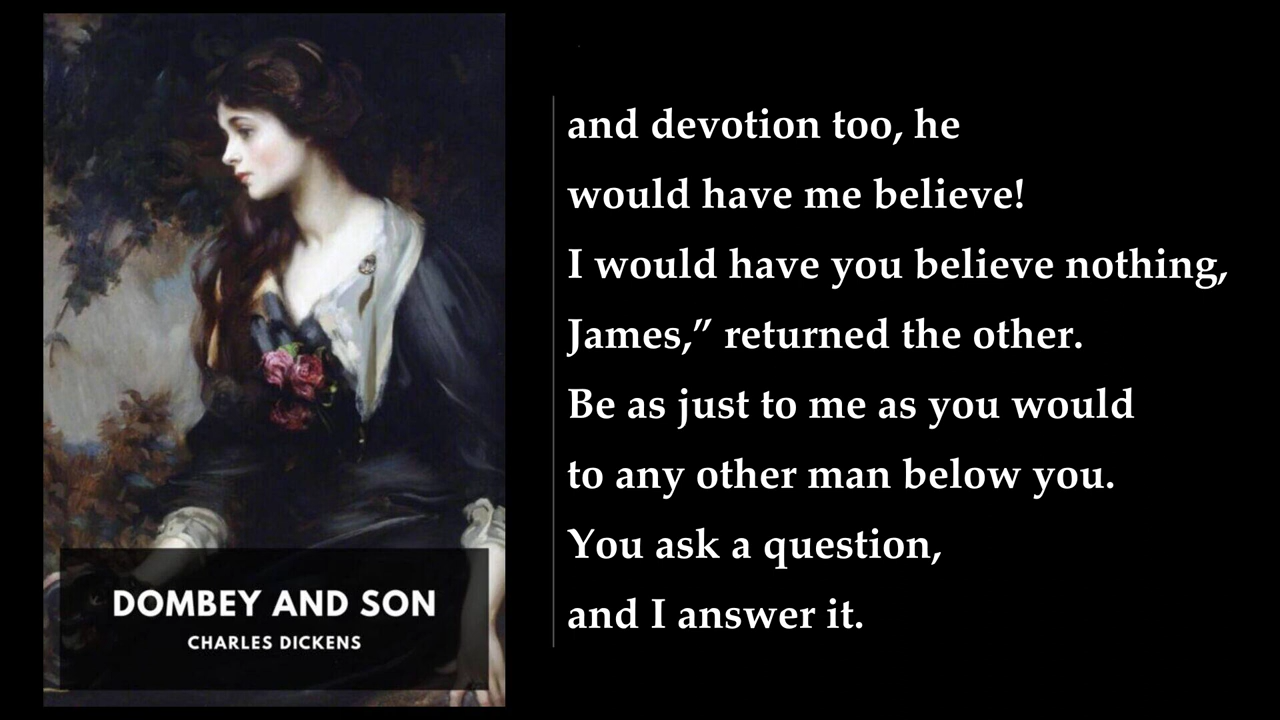 DOMBEY AND SON
CHARLES DICKENS
and devotion too, he
would have me believe!
I would have you believe nothing,
James,” returned the other.
Be as just to me as you would
to any other man below you.
You ask a question,
and I answer it.